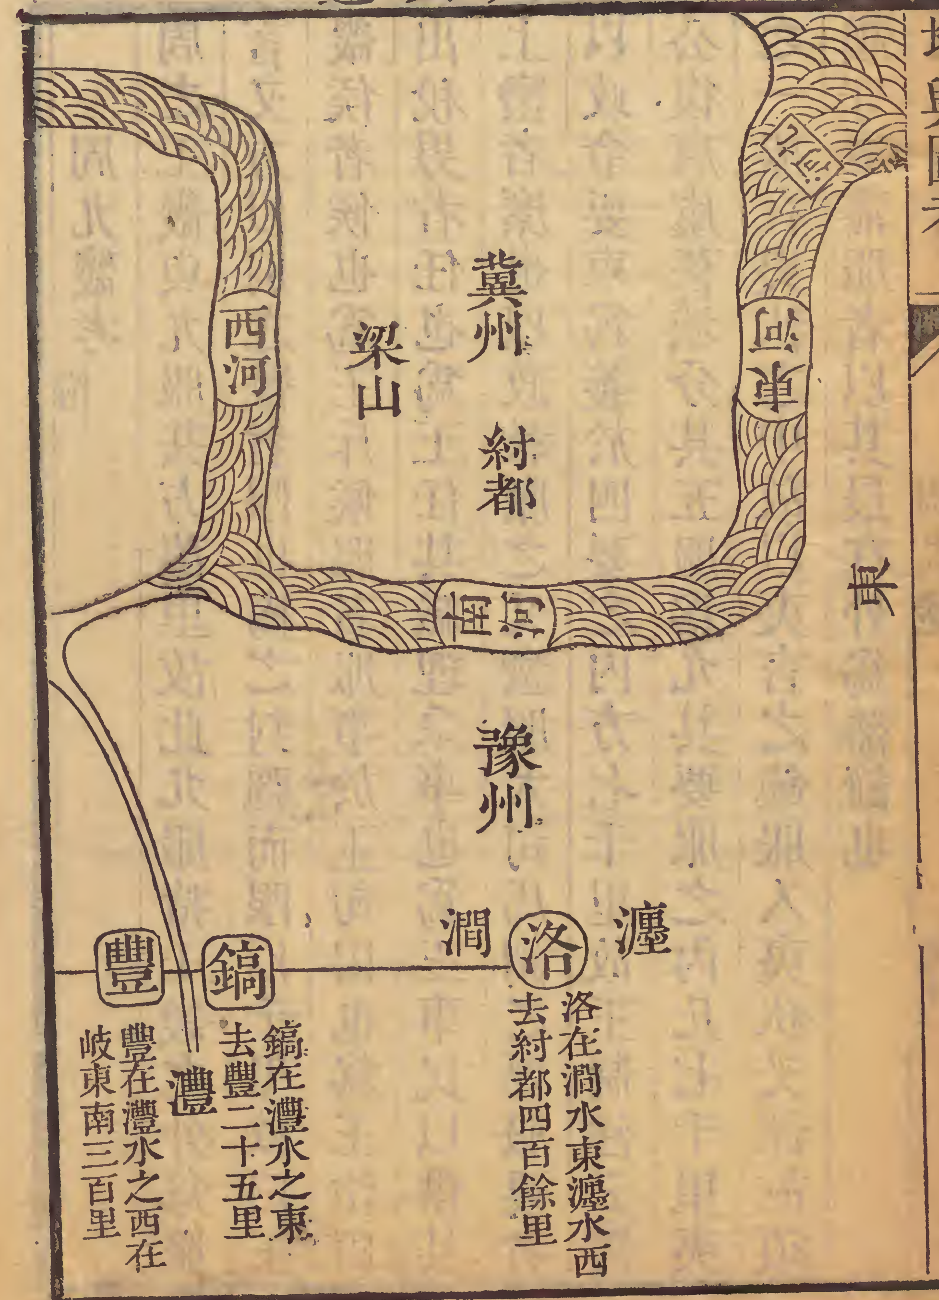 北河
東河
冀州
紂都
梁山
西河
南河
東
豫州
瀍
洛
澗
洛在澗水東瀍水西
去紂都四百餘里
鎬
鎬在灃水之東
去豐二十五里
灃
豐
豐在灃水之西在
岐東南三百里